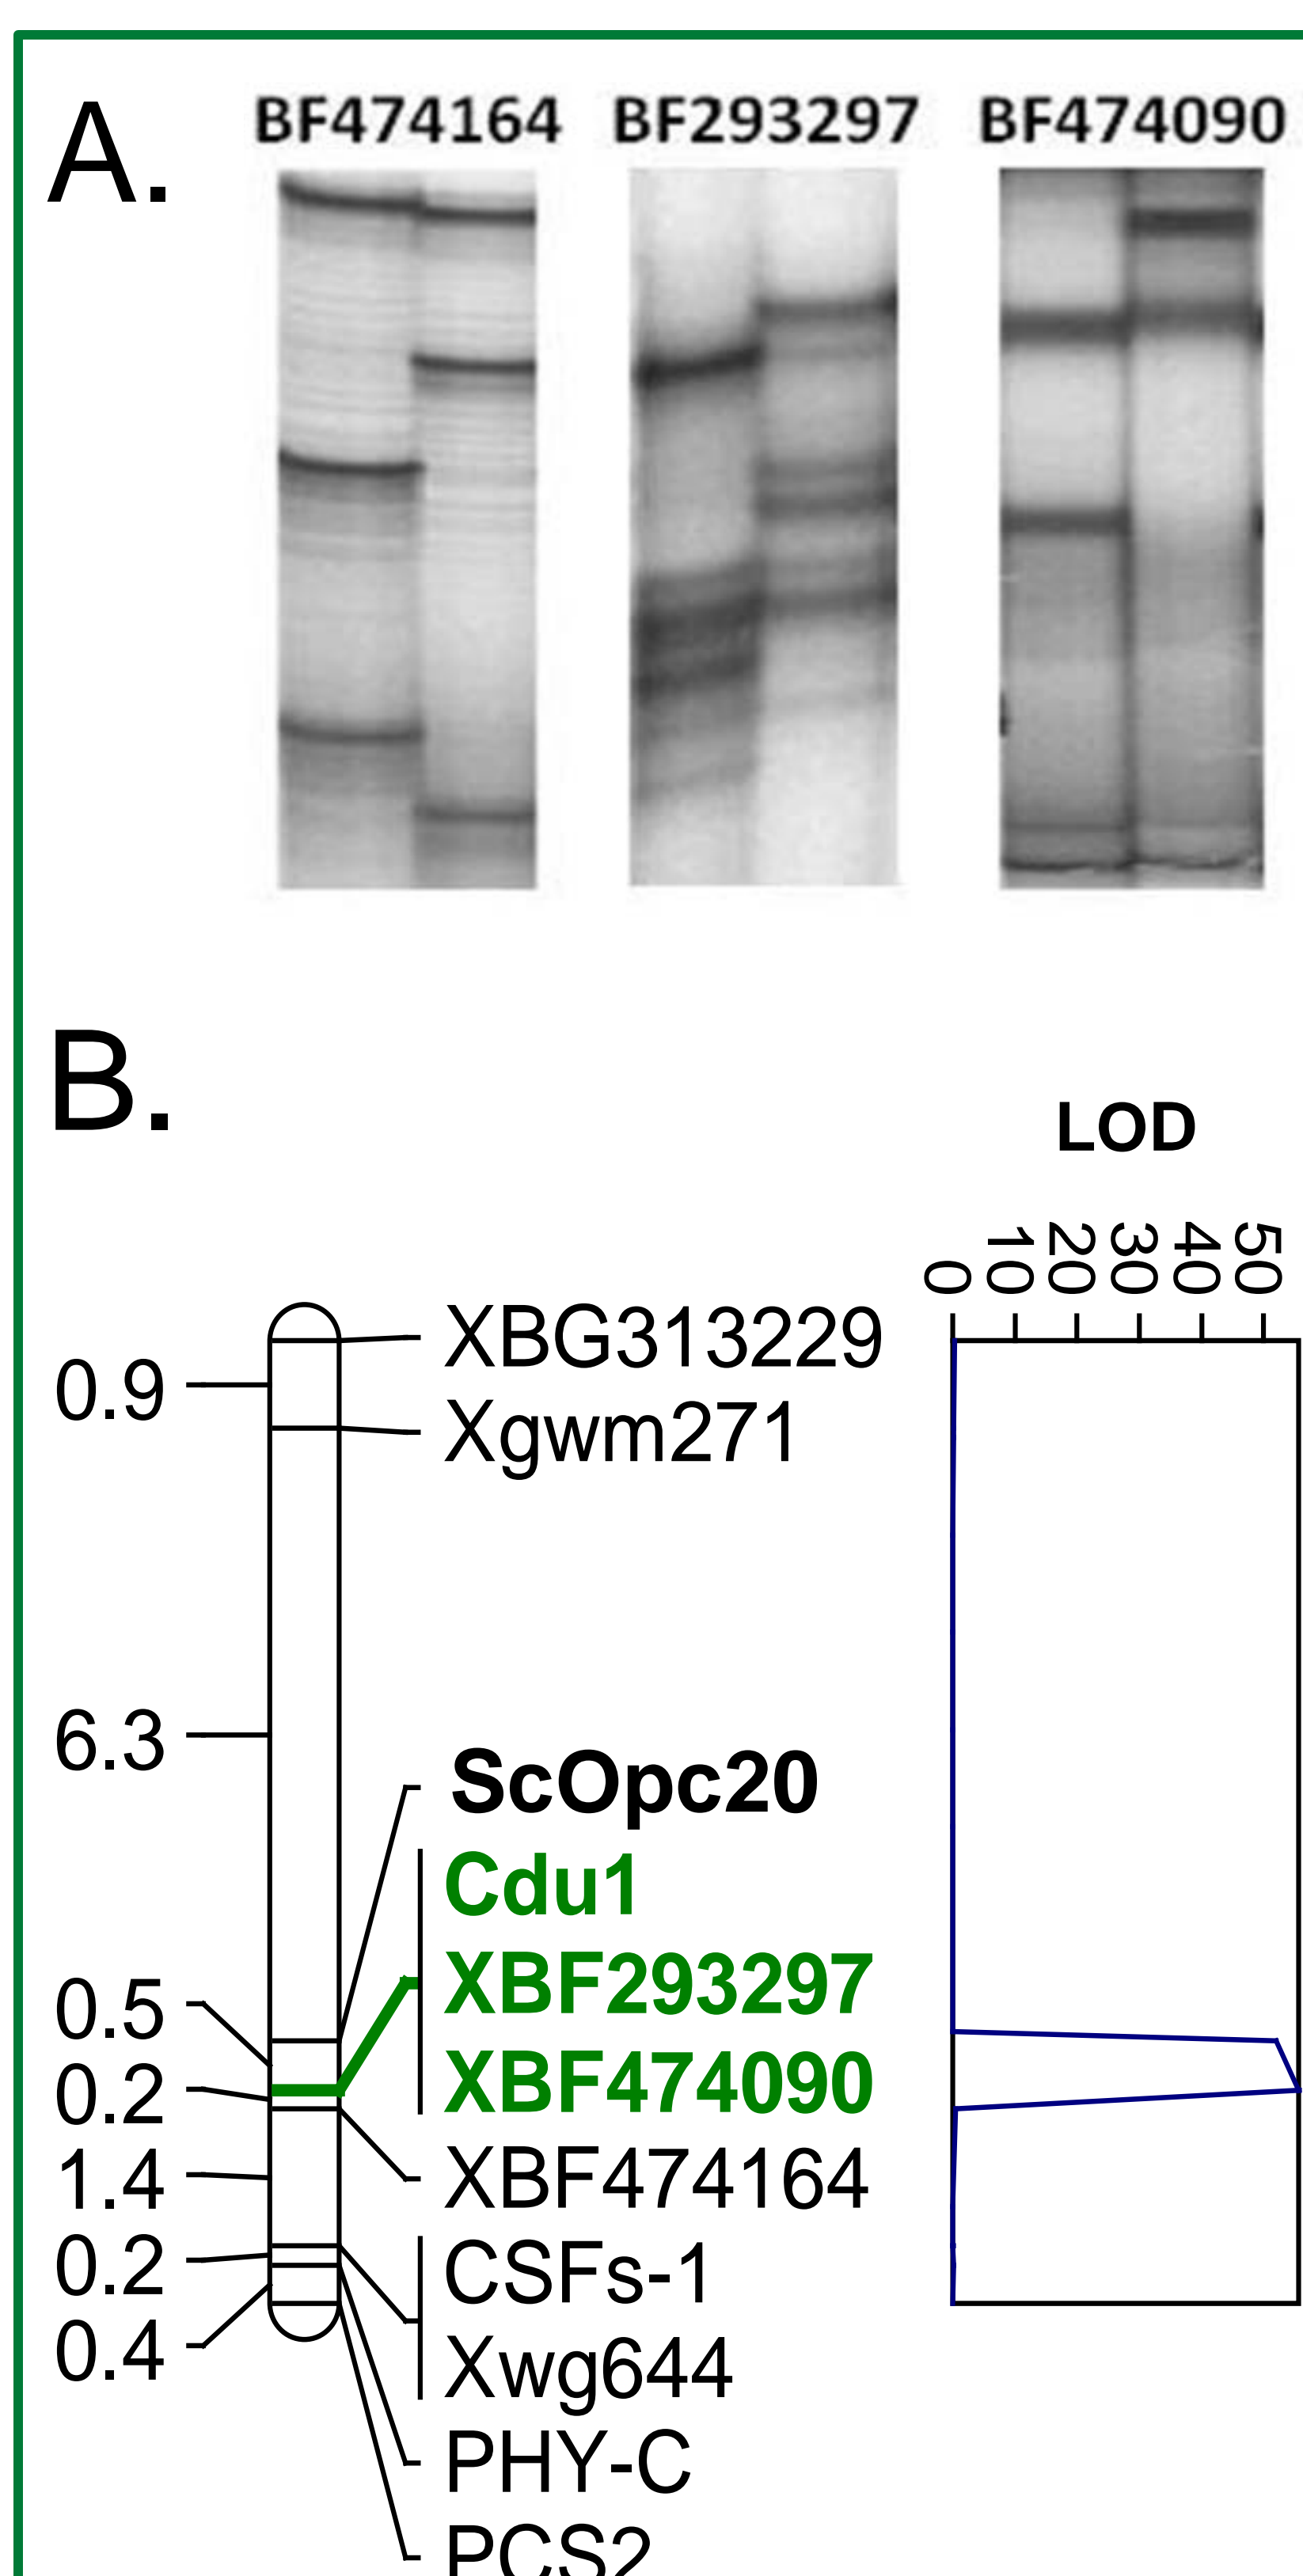 A.
BF474164 BF293297 BF474090
B.
LOD
0 10 20 30 40 50
XBG313229
0.9
Xgwm271
6.3
ScOpc20
Cdu1
XBF293297
0.5
XBF474090
0.2
XBF474164
1.4
CSFs-1
0.2
Xwg644
0.4
PHY-C
PCS2